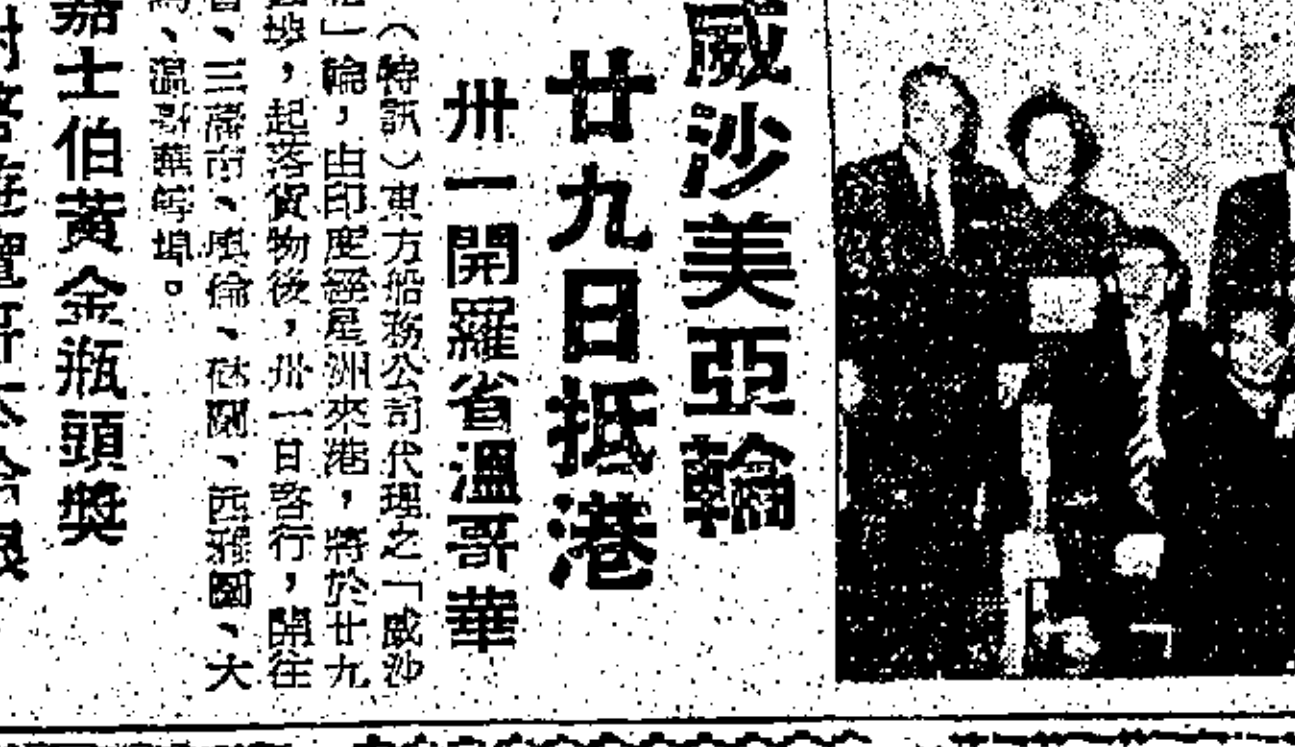 威沙美亞輪
廿九日抵港
卅一開羅省溫哥華
(特訊)東方船務公司代理之「威沙
」輪,由印度經星洲來港,將於廿九
,起落貨物後,卅一日啓行,開往
、三藩市、風倫、砵蘭、西雅圖、大
、溫哥華等埠。
嘉士伯黃金瓶頭獎